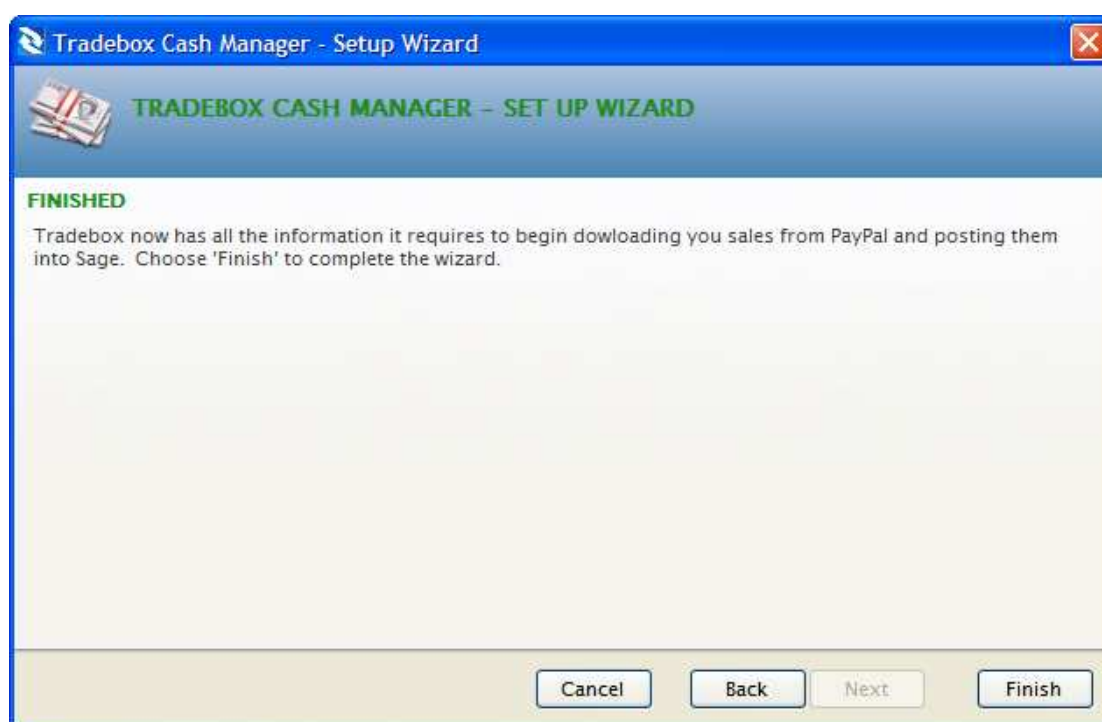 Tradebox Cash Manager - Setup Wizard
TRADEBOX CASH MANAGER - SET UP WIZARD
FINISHED
Tradebox now has all the information it requires to begin dowloading you sales from PayPal and posting them
into Sage. Choose 'Finish' to complete the wizard.
Cancel Back Next Finish